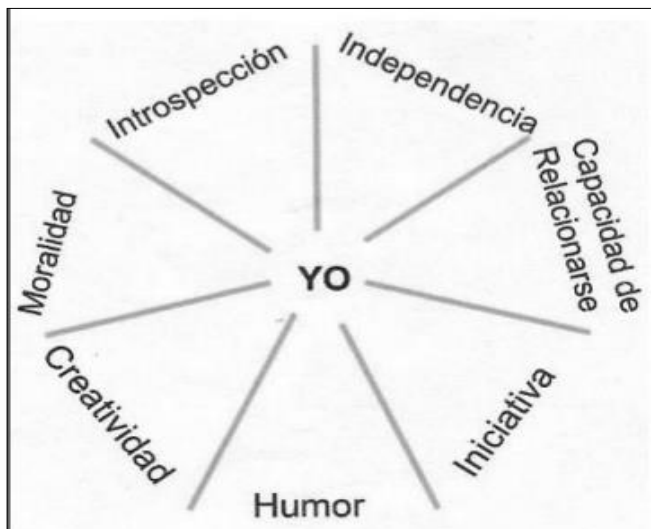 Introspección
Independencia
Capacidad de
Relacionarse
Moralidad
YO
Creatividad
Iniciativa
Humor